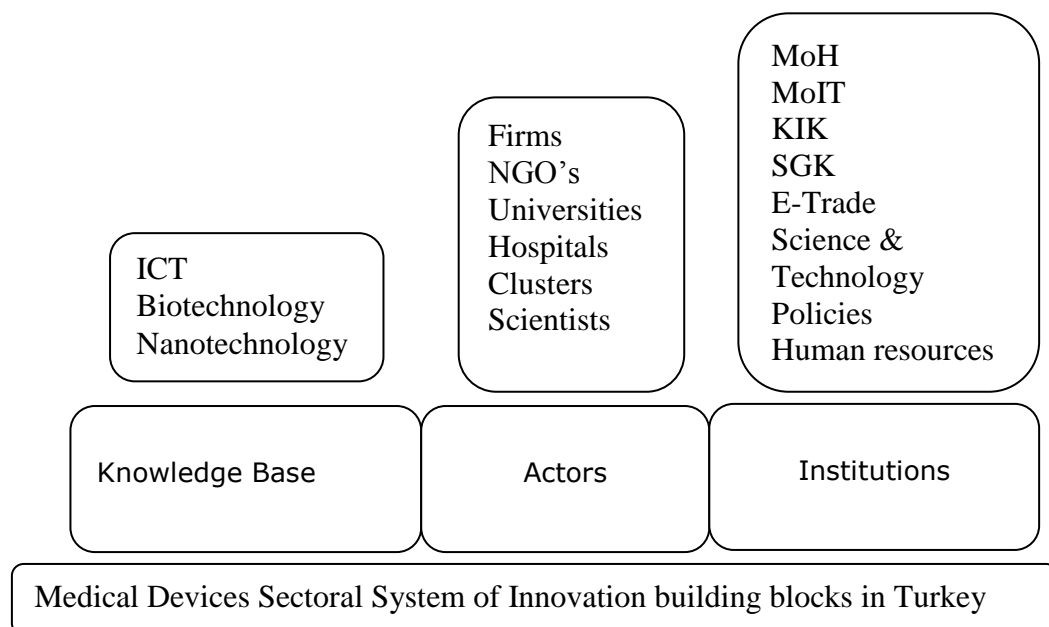 ICT
Biotechnology
Nanotechnology
Firms
NGO’s
Universities
Hospitals
Clusters
Scientists
MoH
MoIT
KIK
SGK
E-Trade
Science &
Technology
Policies
Human resources
Knowledge Base
Actors
Institutions
Medical Devices Sectoral System of Innovation building blocks in Turkey